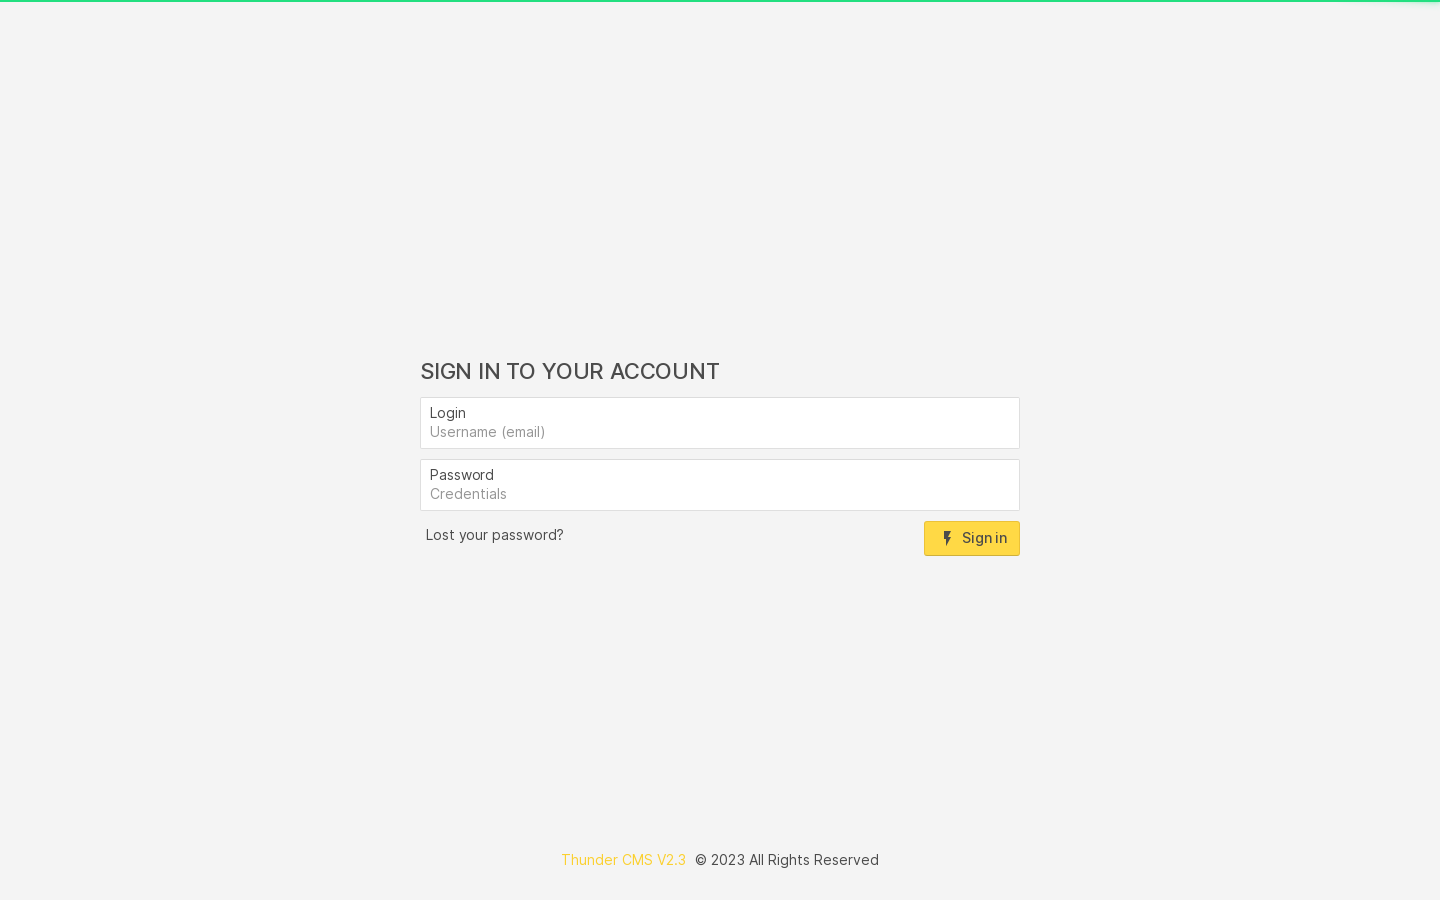 SIGN IN TO YOUR ACCOUNT
Login
Username (email)
Password
Credentials
Lost your password?
Sign in
Thunder CMS V2.3 © 2023 All Rights Reserved